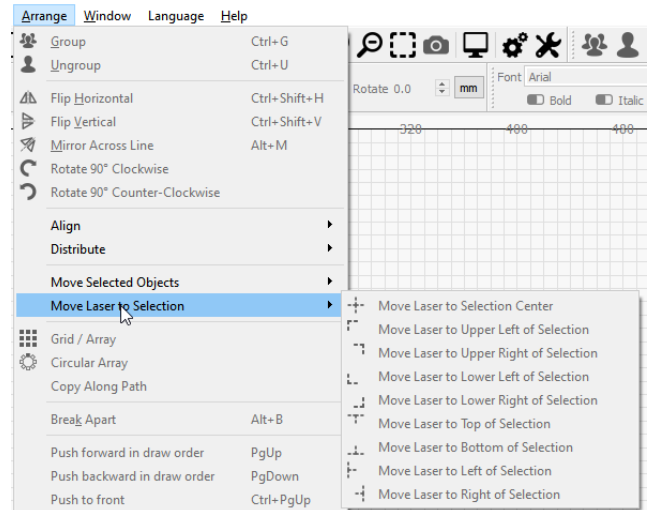 Arrange Window Language Help
Group Ctrl+G
Ungroup Ctrl+U
Flip Horizontal Ctrl+Shift+H
Flip Vertical Ctrl+Shift+V
Mirror Across Line Alt+M
Rotate 90° Clockwise
Rotate 90° Counter-Clockwise
Align
Distribute
Move Selected Objects
Move Laser to Selection
Grid / Array
Circular Array
Copy Along Path
Break Apart Alt+B
Push forward in draw order PgUp
Push backward in draw order PgDown
Push to front Ctrl+PgUp
Rotate 0.0 mm
Font Arial
Bold Italic
320 400 480
Move Laser to Selection Center
Move Laser to Upper Left of Selection
Move Laser to Upper Right of Selection
Move Laser to Lower Left of Selection
Move Laser to Lower Right of Selection
Move Laser to Top of Selection
Move Laser to Bottom of Selection
Move Laser to Left of Selection
Move Laser to Right of Selection